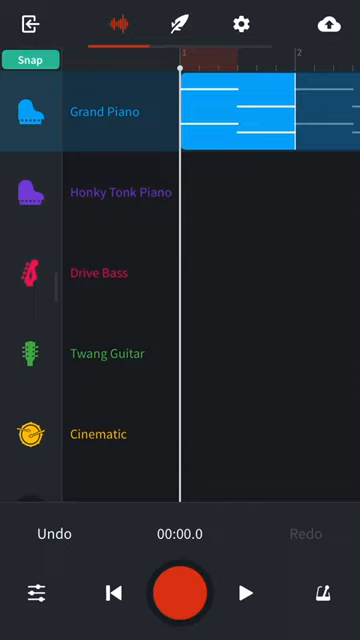 Snap
1
2
Grand Piano
Honky Tonk Piano
Drive Bass
Twang Guitar
Cinematic
Undo
00:00.0
Redo